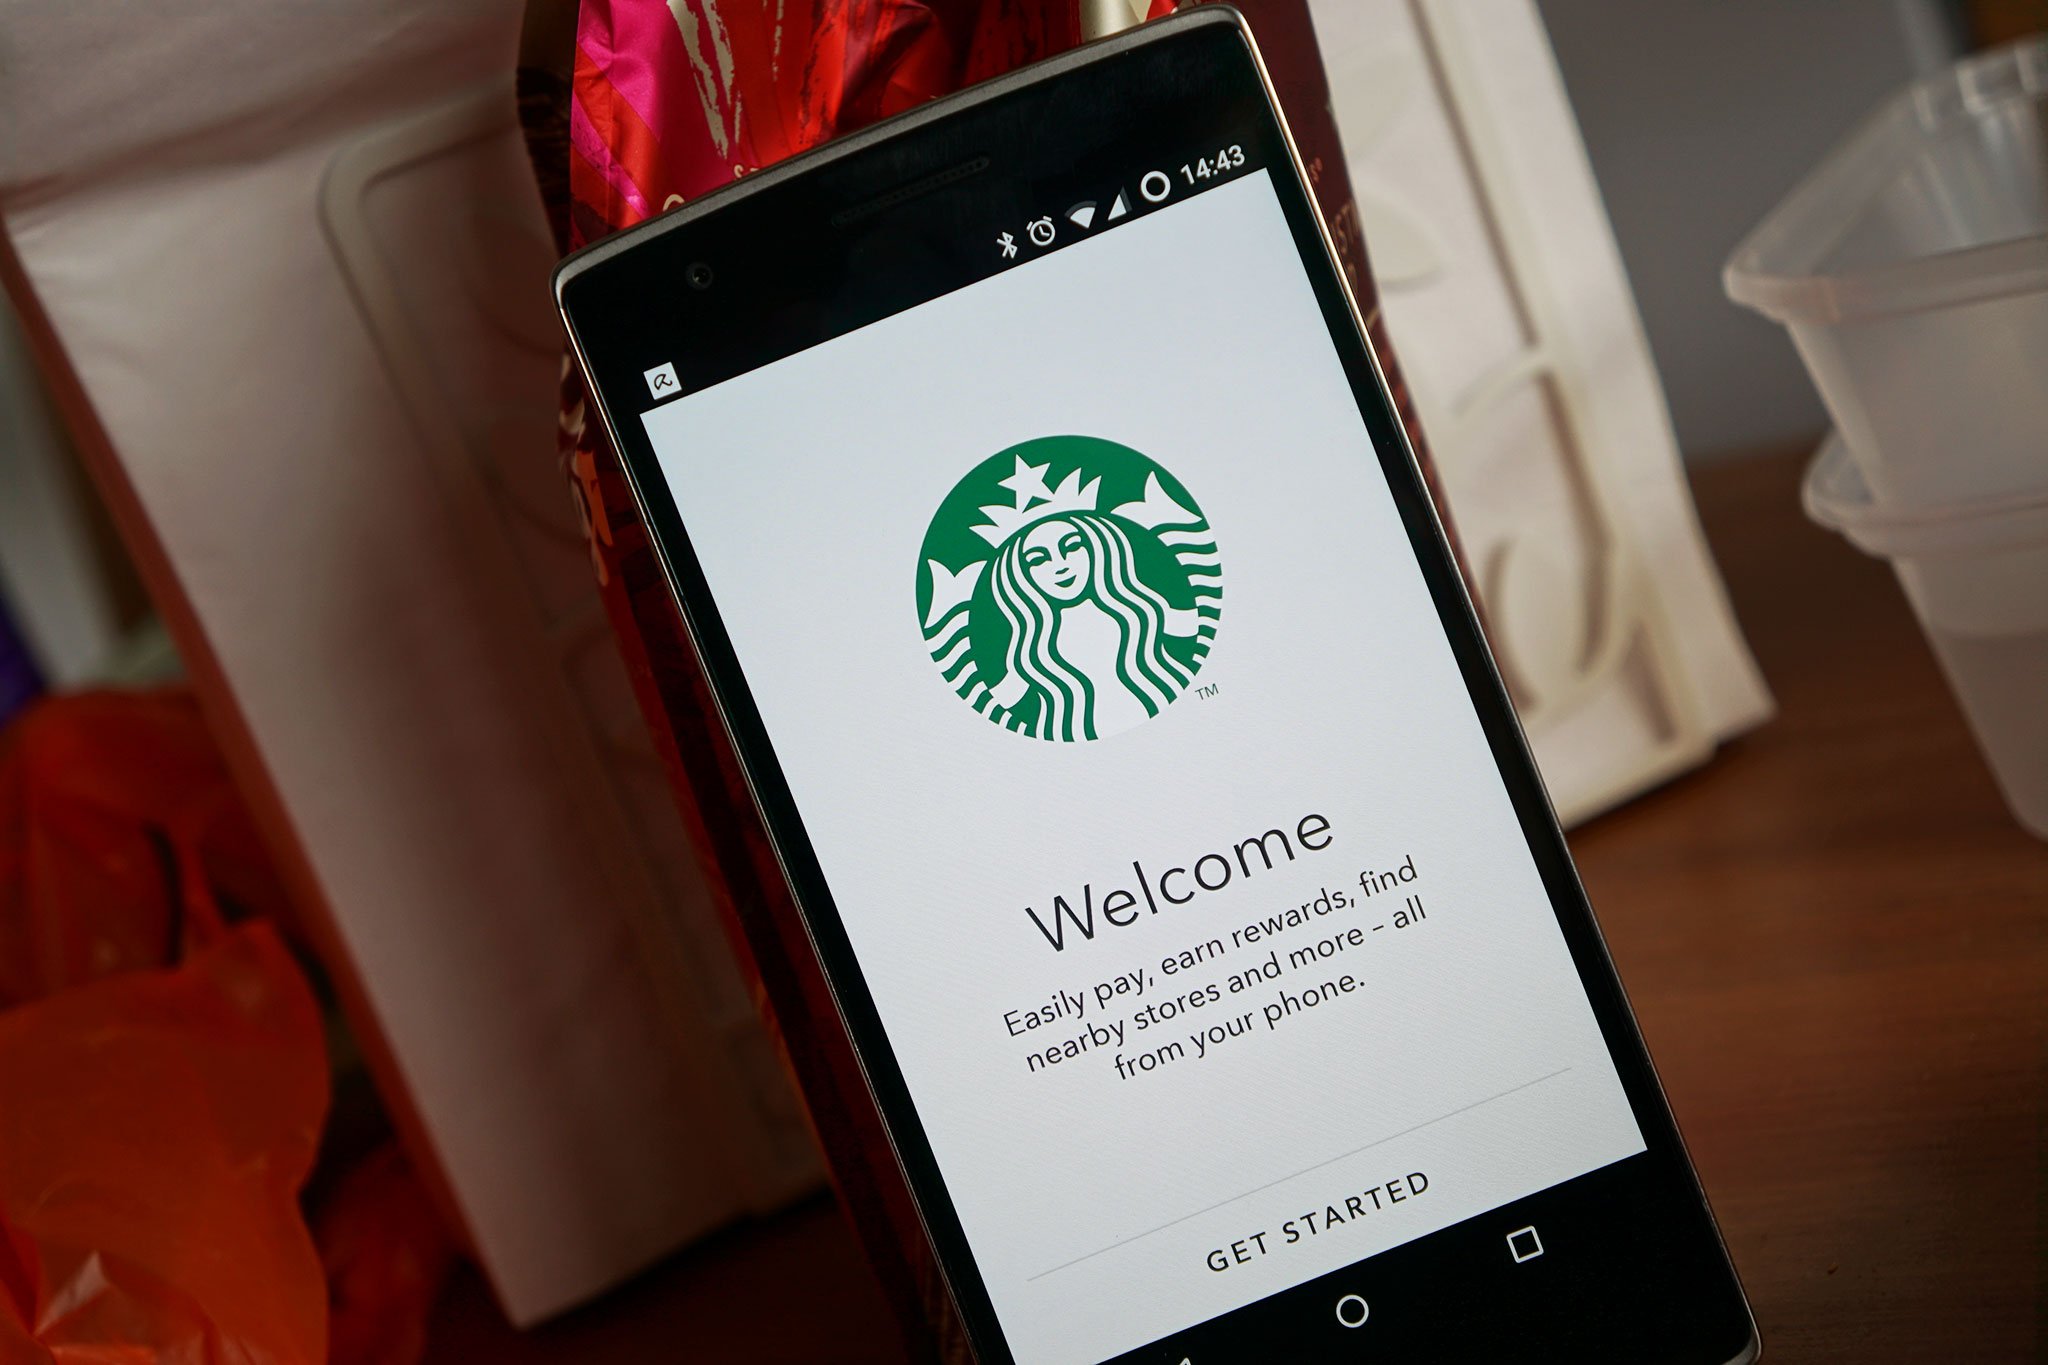 14:43
TM
Welcome
Easily pay, earn rewards, find
nearby stores and more – all
from your phone.
GET STARTED